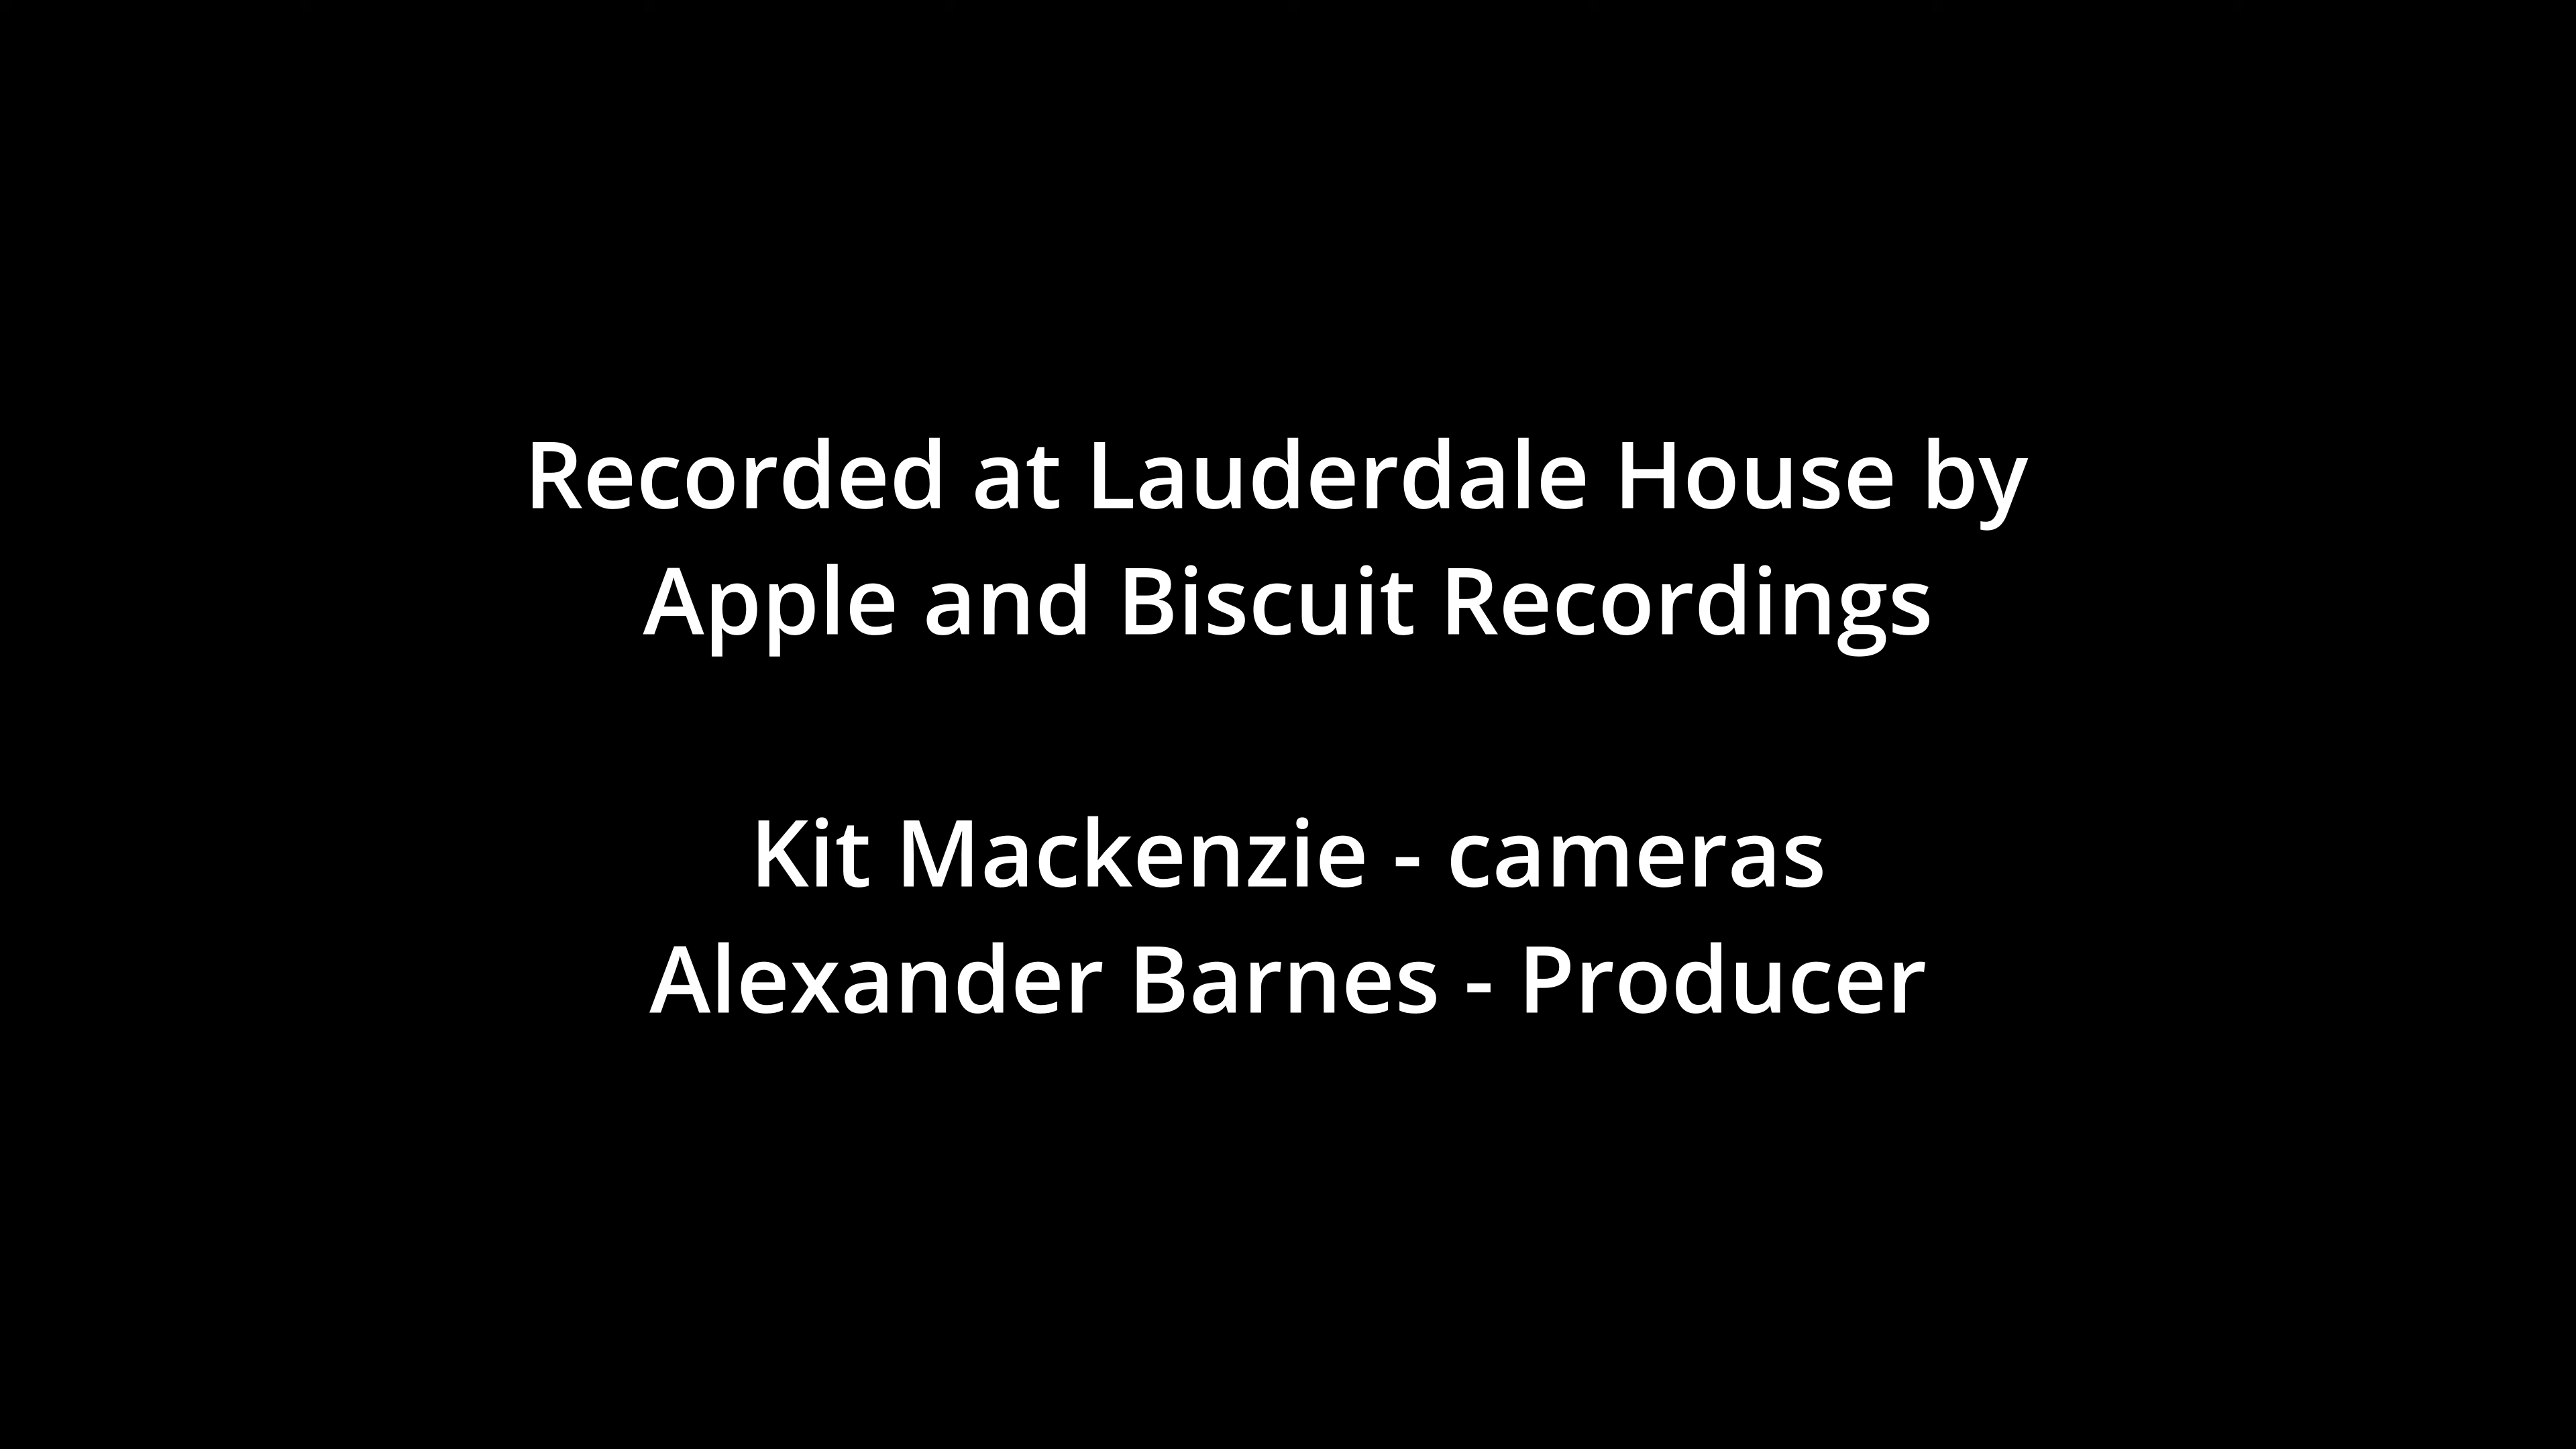 Recorded at Lauderdale House by
Apple and Biscuit Recordings
Kit Mackenzie - cameras
Alexander Barnes - Producer